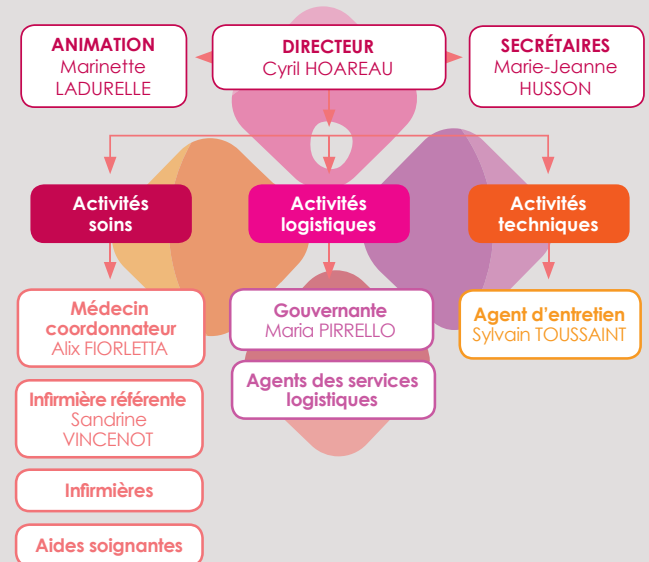 ANIMATION
Marinette
LADURELLE
DIRECTEUR
Cyril HOAREAU
SECRÉTAIRES
Marie-Jeanne
HUSSON
Activités
soins
Activités
logistiques
Activités
techniques
Médecin
coordonnateur
Alix FIORLETTA
Infirmière référente
Sandrine
VINCENOT
Infirmières
Aides soignantes
Gouvernante
Maria PIRRELLO
Agents des services
logistiques
Agent d'entretien
Sylvain TOUSSAINT